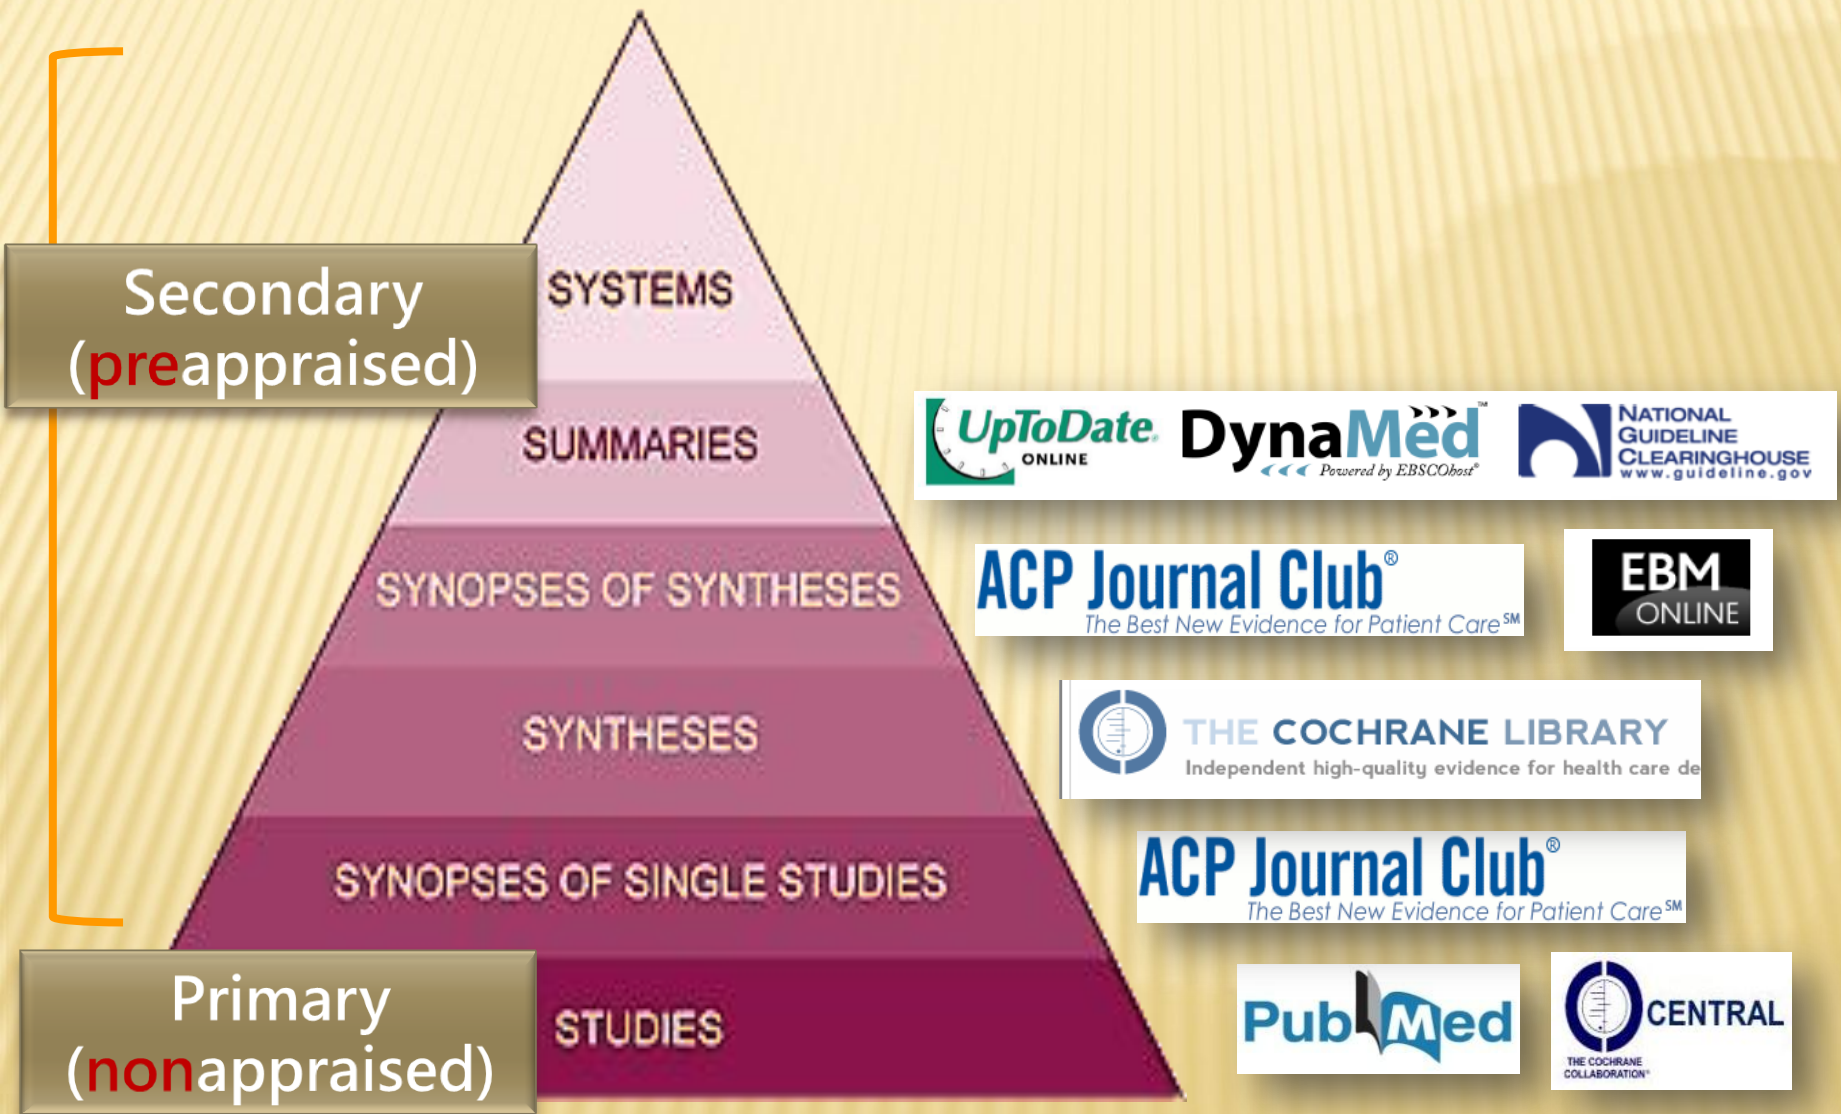 Secondary
(preappraised)
SYSTEMS
SUMMARIES
UpToDate®
ONLINE
DynaMed™
Powered by EBSCOhost®
NATIONAL
GUIDELINE
CLEARINGHOUSE
www.guideline.gov
SYNOPSES OF SYNTHESES
ACP Journal Club®
The Best New Evidence for Patient Care℠
EBM
ONLINE
SYNTHESES
THE COCHRANE LIBRARY
Independent high-quality evidence for health care de
SYNOPSES OF SINGLE STUDIES
ACP Journal Club®
The Best New Evidence for Patient Care℠
Primary
(nonappraised)
STUDIES
PubMed
CENTRAL
THE COCHRANE
COLLABORATION®